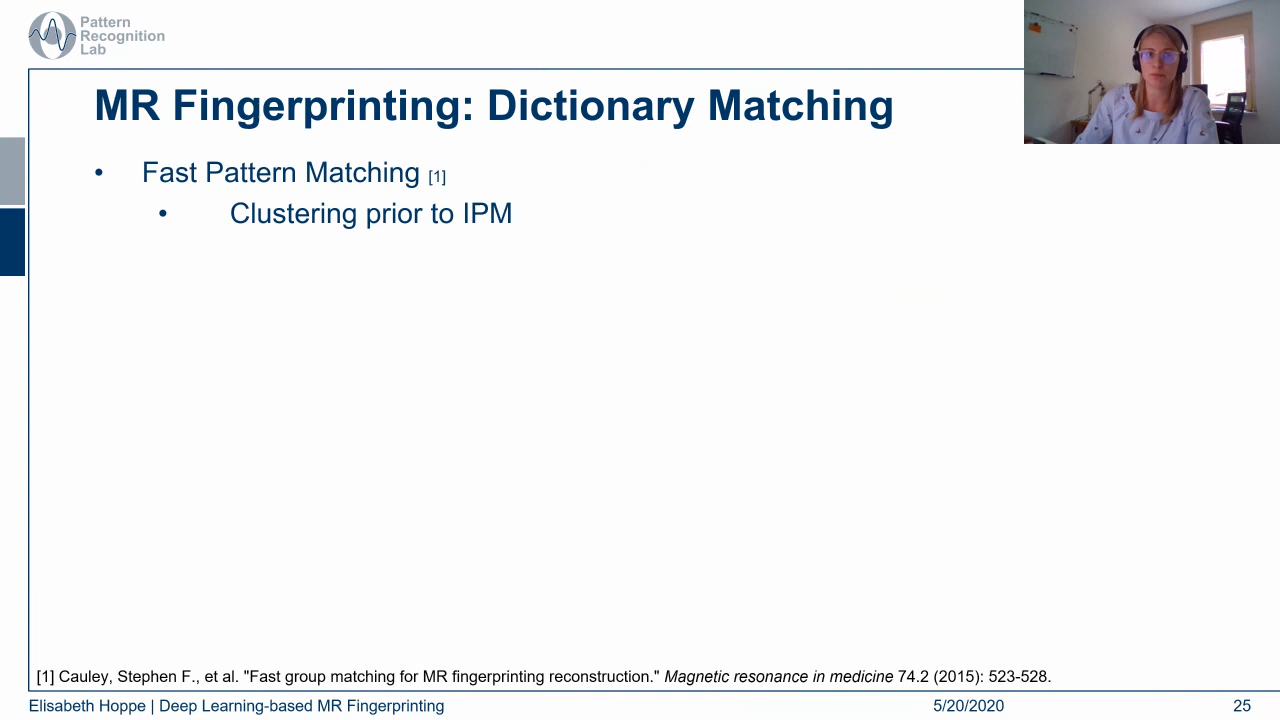 Pattern
Recognition
Lab
MR Fingerprinting: Dictionary Matching
• Fast Pattern Matching [1]
• Clustering prior to IPM
[1] Cauley, Stephen F., et al. "Fast group matching for MR fingerprinting reconstruction." Magnetic resonance in medicine 74.2 (2015): 523-528.
Elisabeth Hoppe | Deep Learning-based MR Fingerprinting 5/20/2020 25